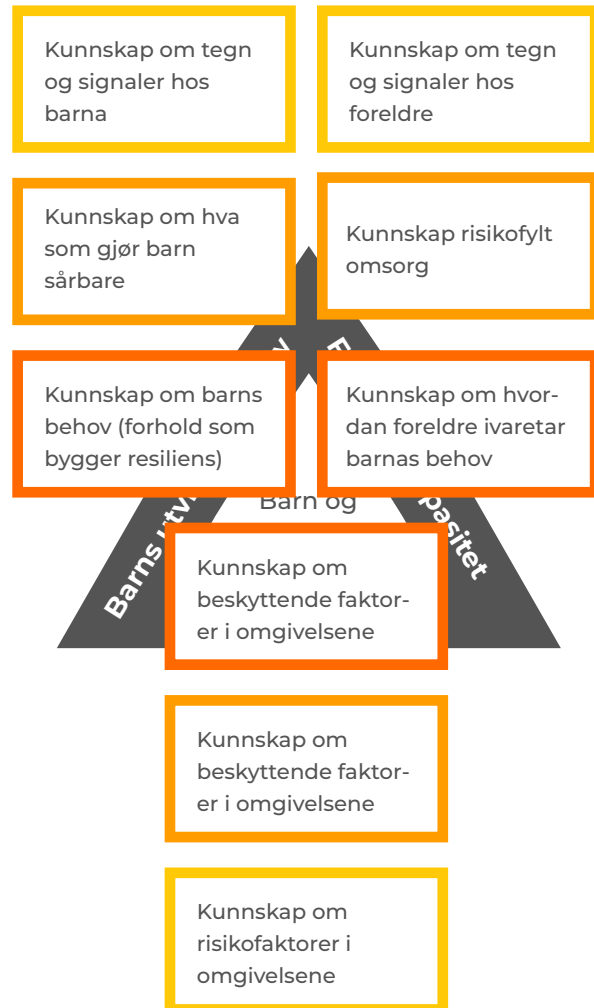 Kunnskap om tegn
og signaler hos
barna
Kunnskap om tegn
og signaler hos
foreldre
Kunnskap om hva
som gjør barn
sårbare
Kunnskap risikofylt
omsorg
Kunnskap om barns
behov (forhold som
bygger resiliens)
Kunnskap om hvor-
dan foreldre ivaretar
barnas behov
Barns
Barn og
Kunnskap om
beskyttende faktor-
er i omgivelsene
Kunnskap om
beskyttende faktor-
er i omgivelsene
Kunnskap om
risikofaktorer i
omgivelsene